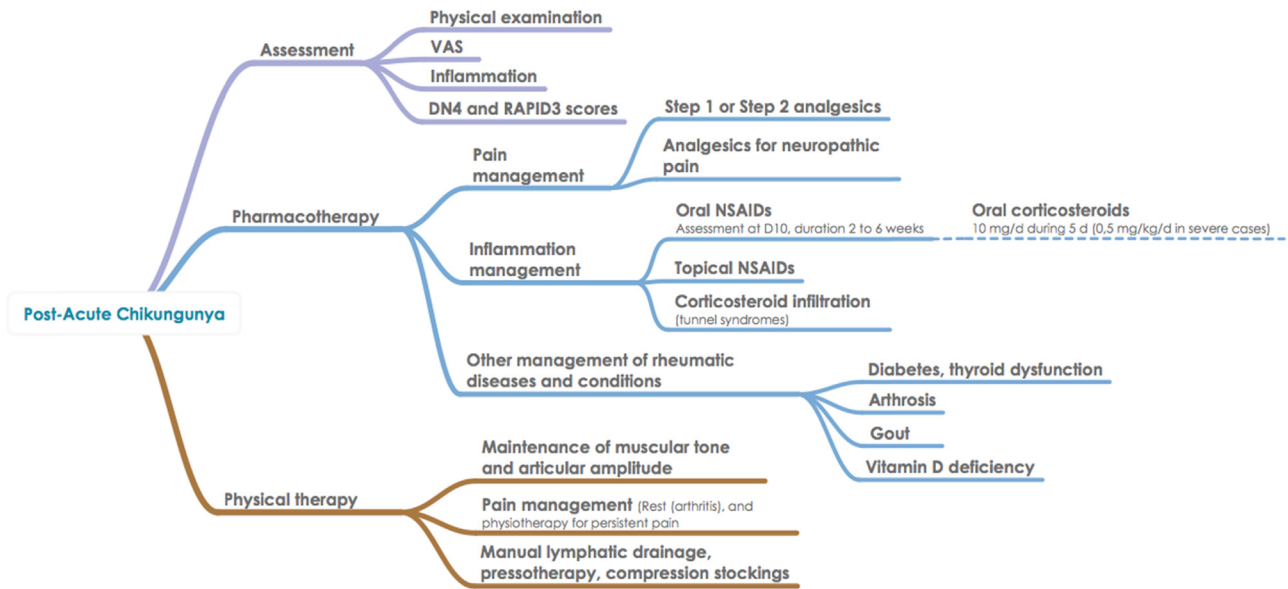 Physical examination
Assessment
VAS
Inflammation
DN4 and RAPID3 scores
Step 1 or Step 2 analgesics
Pain
management
Analgesics for neuropathic
pain
Pharmacotherapy
Oral NSAIDs
Assessment at D10, duration 2 to 6 weeks
Oral corticosteroids
10 mg/d during 5 d (0,5 mg/kg/d in severe cases)
Inflammation
management
Topical NSAIDs
Corticosteroid infiltration
(tunnel syndromes)
Post-Acute Chikungunya
Other management of rheumatic
diseases and conditions
Diabetes, thyroid dysfunction
Arthrosis
Gout
Vitamin D deficiency
Maintenance of muscular tone
and articular amplitude
Physical therapy
Pain management (Rest (arthritis), and
physiotherapy for persistent pain
Manual lymphatic drainage,
pressotherapy, compression stockings